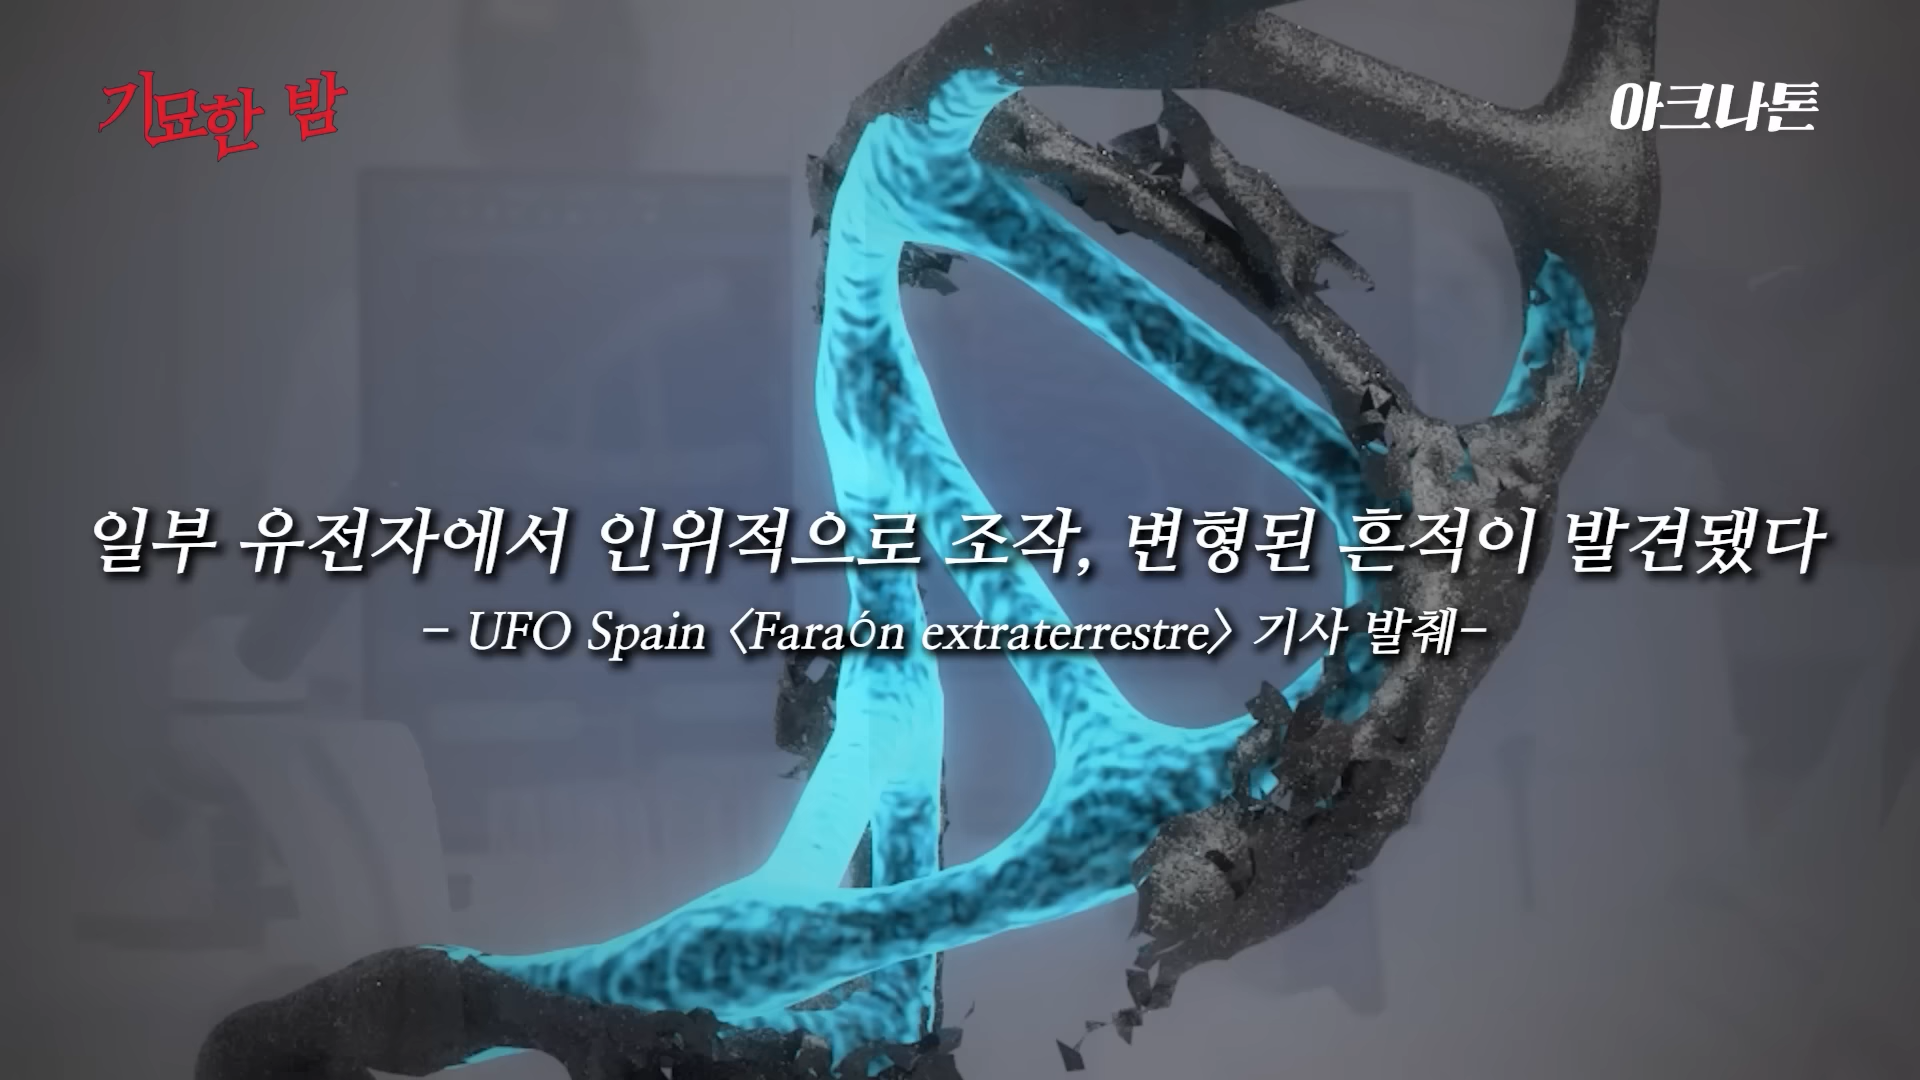 기묘한 밤
아크나톤
일부 유전자에서 인위적으로 조작, 변형된 흔적이 발견됐다
- UFO Spain <Faraón extraterrestre> 기사 발췌-